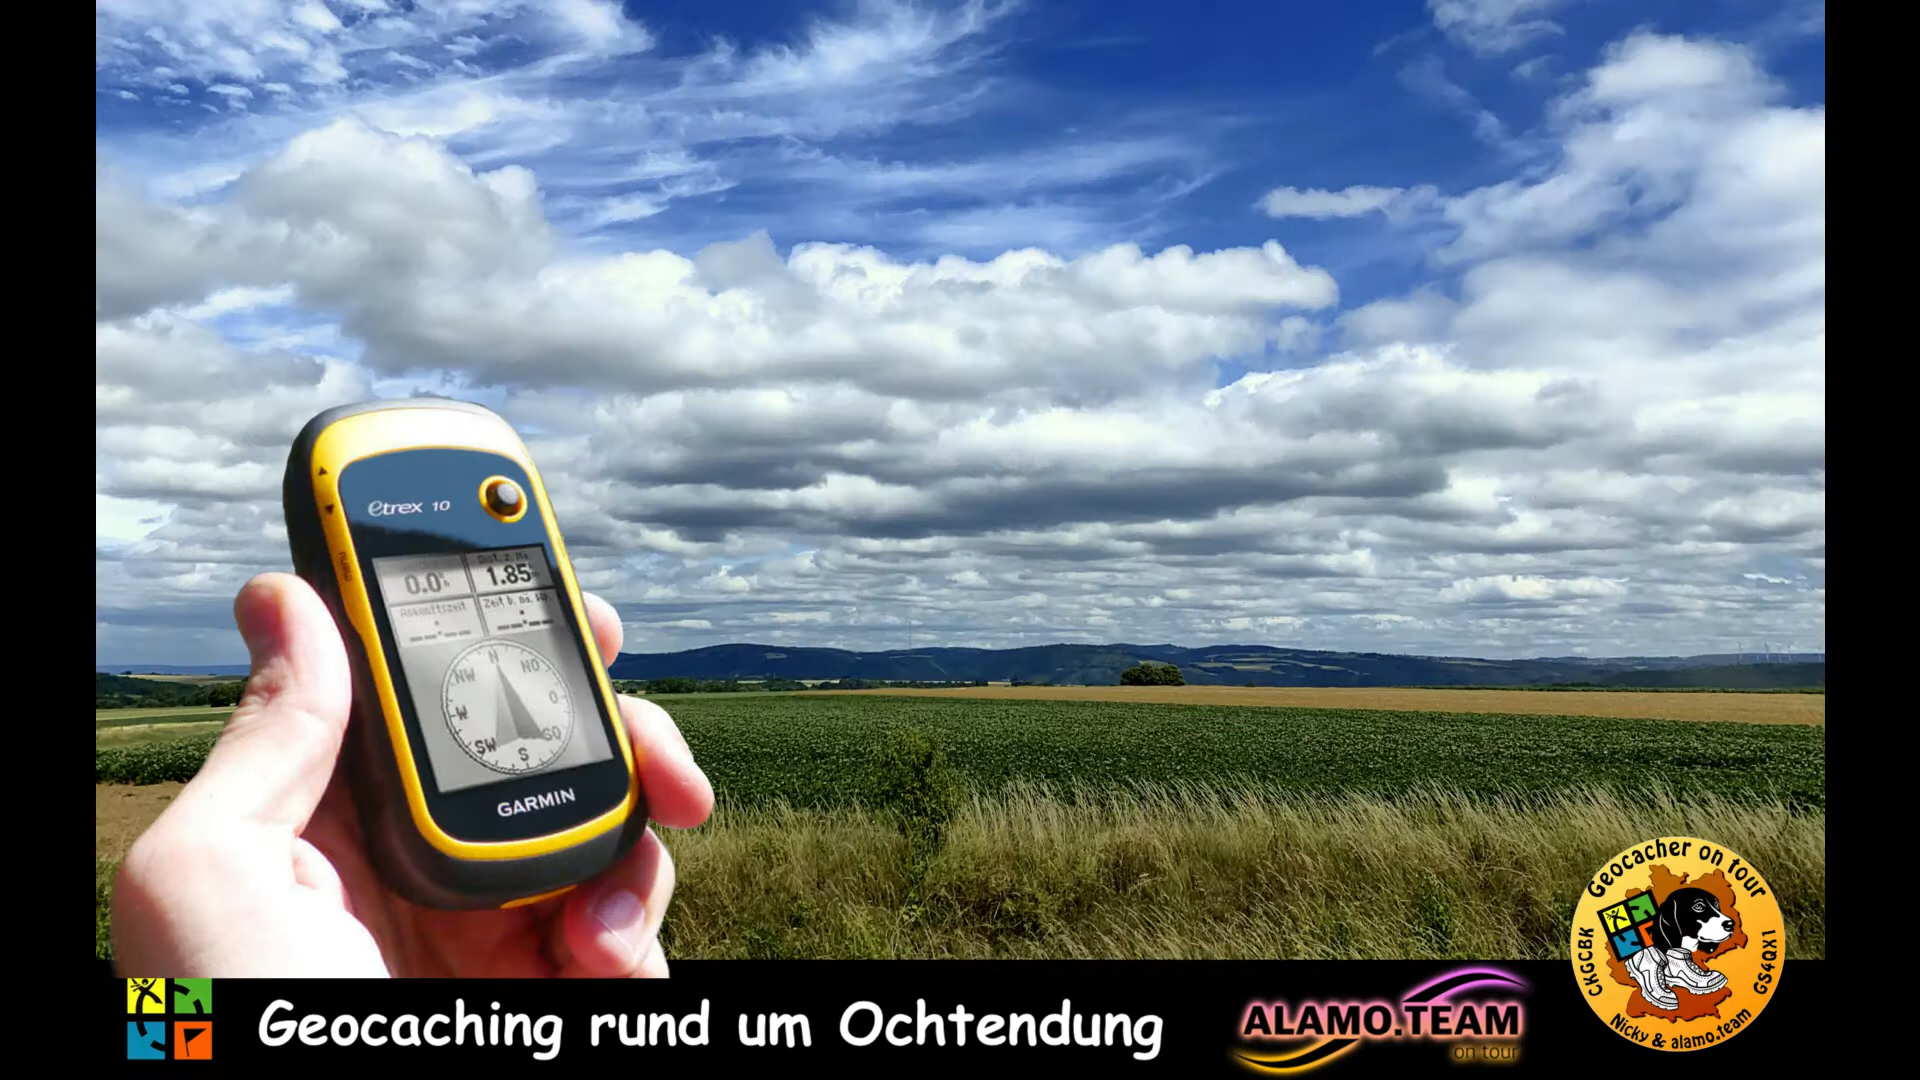 etrex 10
0.0
1.85
Ankunftszeit
N
NO
O
SO
S
SW
W
NW
GARMIN
Geocaching rund um Ochtendung
ALAMO.TEAM
on tour
Geocacher on tour
CKGCBK
GS4QX1
Nicky & alamo.team